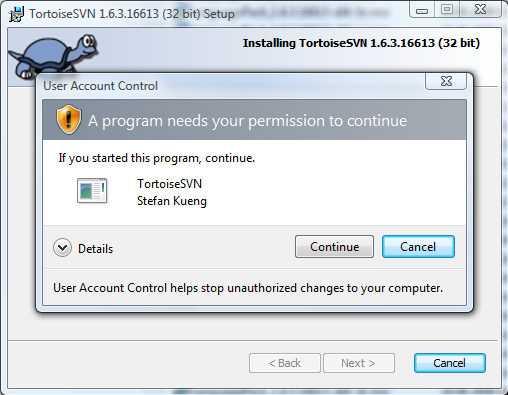 TortoiseSVN 1.6.3.16613 (32 bit) Setup
Installing TortoiseSVN 1.6.3.16613 (32 bit)
User Account Control
A program needs your permission to continue
If you started this program, continue.
TortoiseSVN
Stefan Kueng
Details
Continue
Cancel
User Account Control helps stop unauthorized changes to your computer.
< Back
Next >
Cancel